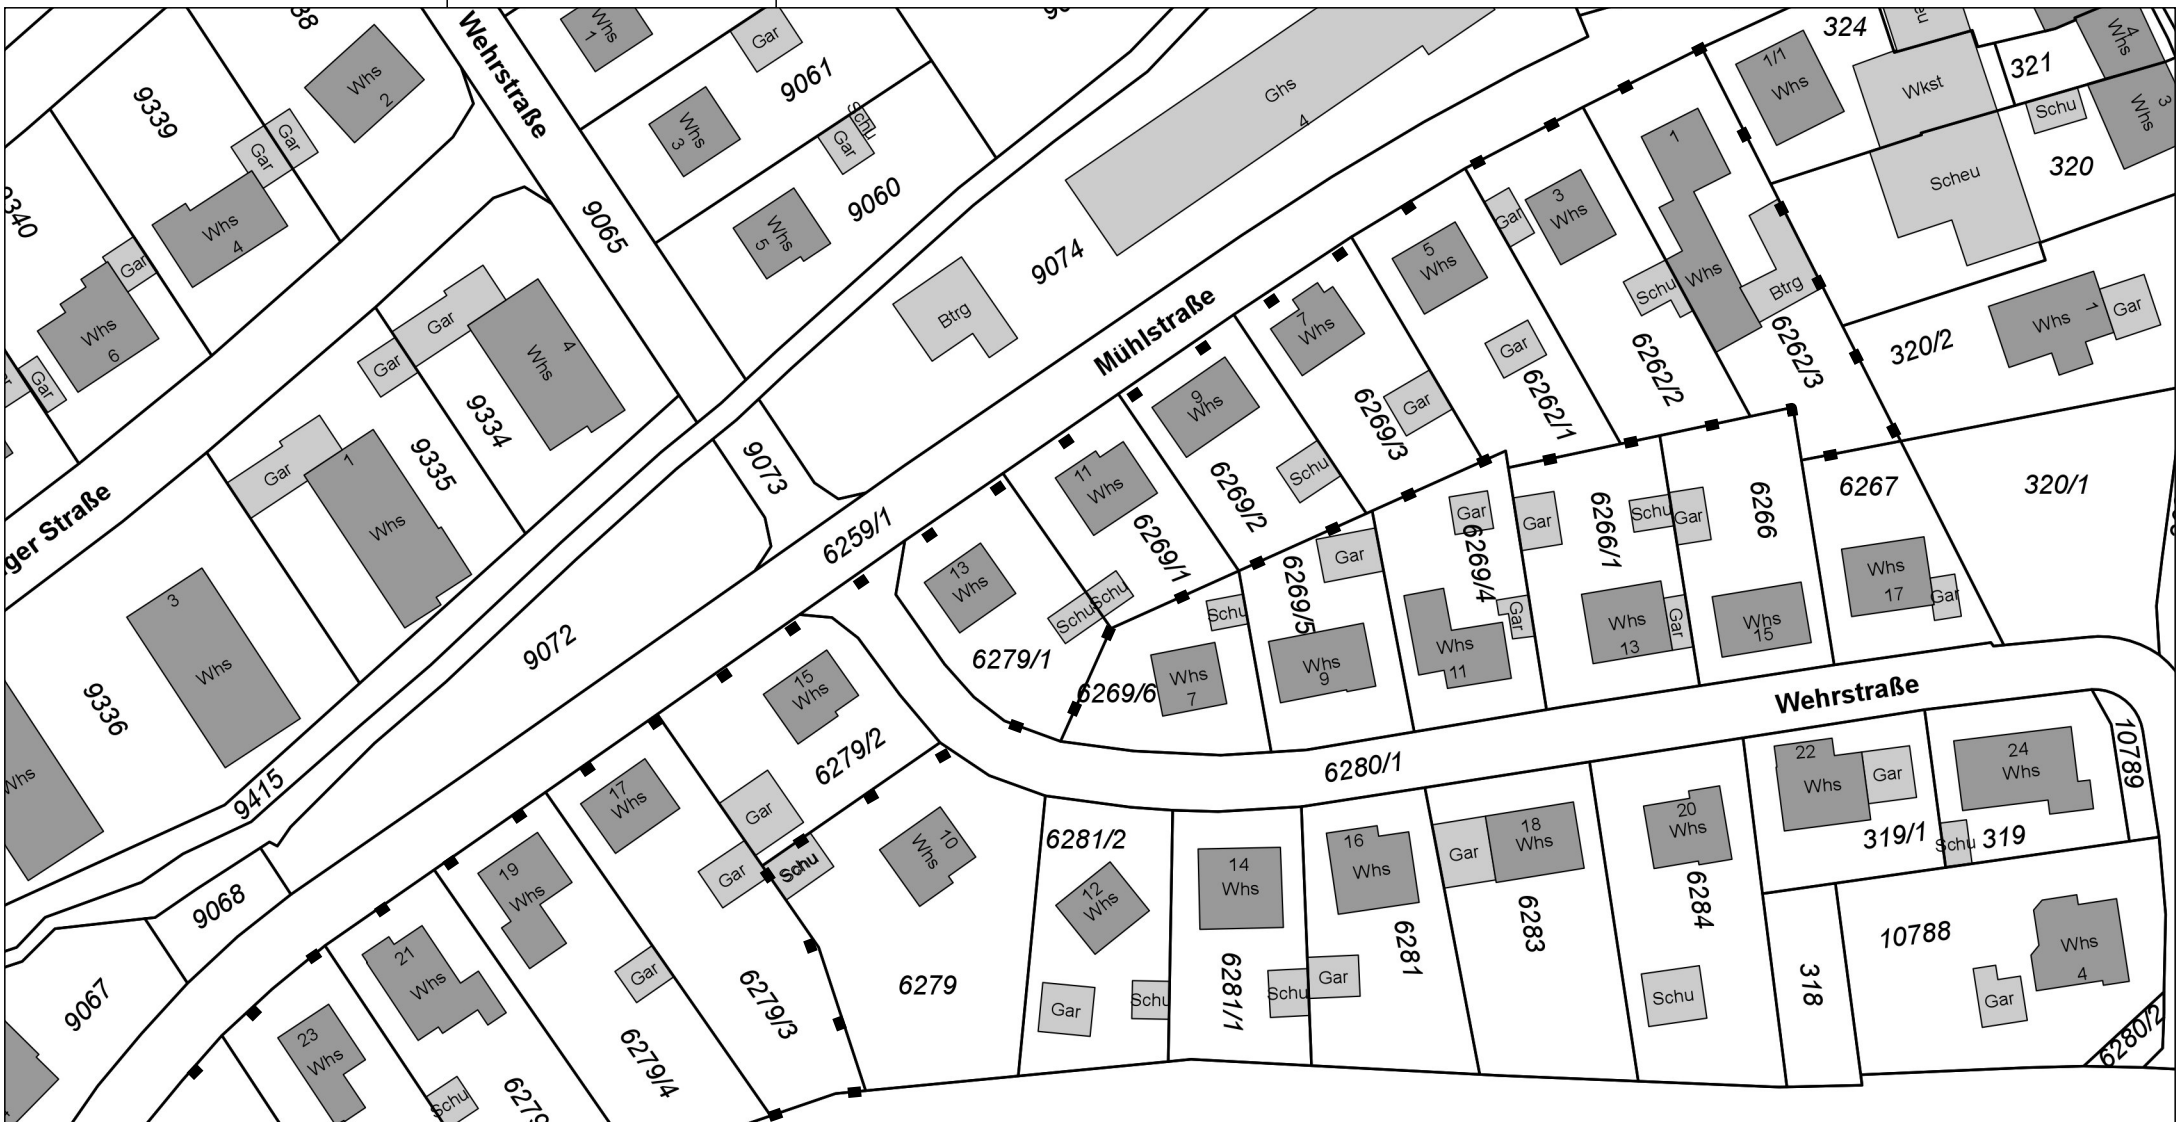 Wehrstraße
Whs
1
Gar
9061
324
1/1
Whs
Wkst
321
Whs
4
Schu
Whs
3
9339
Whs
2
Gar
Gar
Whs
3
Schu
Gar
9060
Ghs
4
1
Scheu
320
Whs
4
9065
Whs
5
9074
5
Whs
Gar
3
Whs
Schu
Whs
Btrg
Gar
Whs
6
Gar
Gar
Gar
Whs
4
Btrg
Mühlstraße
7
Whs
Gar
6262/1
6262/2
6262/3
320/2
Whs
1
Gar
9334
9335
9073
9
Whs
6269/3
Gar
Gar
1
Whs
11
Whs
6269/2
Schu
6267
320/1
ger Straße
6259/1
6269/1
Gar
6269/4
Gar
6266/1
Schu
Gar
6266
3
Whs
13
Whs
Schu
Schu
6269/5
Gar
Whs
17
Gar
9072
6279/1
Schu
Whs
7
6269/6
Whs
9
Whs
11
Gar
Whs
13
Gar
Whs
15
9336
Whs
15
Whs
6279/2
Wehrstraße
10789
9415
17
Whs
Gar
6280/1
22
Whs
Gar
24
Whs
319/1
Schu
319
9068
19
Whs
Gar
Schu
Whs
10
6281/2
12
Whs
14
Whs
16
Whs
Gar
18
Whs
20
Whs
6284
9067
21
Whs
Gar
6279/3
6279
Gar
Schu
6281/1
Schu
Gar
6281
6283
Schu
318
10788
Whs
4
Gar
23
Whs
Schu
6279/4
6280/2